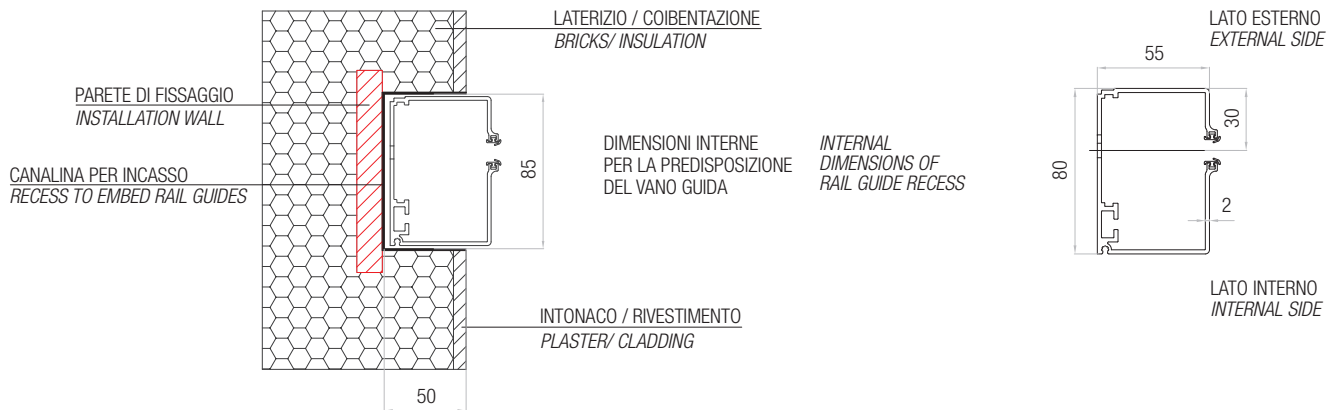 LATERIZIO / COIBENTAZIONE
BRICKS/ INSULATION
PARETE DI FISSAGGIO
INSTALLATION WALL
CANALINA PER INCASSO
RECESS TO EMBED RAIL GUIDES
85
DIMENSIONI INTERNE
PER LA PREDISPOSIZIONE
DEL VANO GUIDA
INTERNAL
DIMENSIONS OF
RAIL GUIDE RECESS
INTONACO / RIVESTIMENTO
PLASTER/ CLADDING
50
LATO ESTERNO
EXTERNAL SIDE
55
30
80
2
LATO INTERNO
INTERNAL SIDE